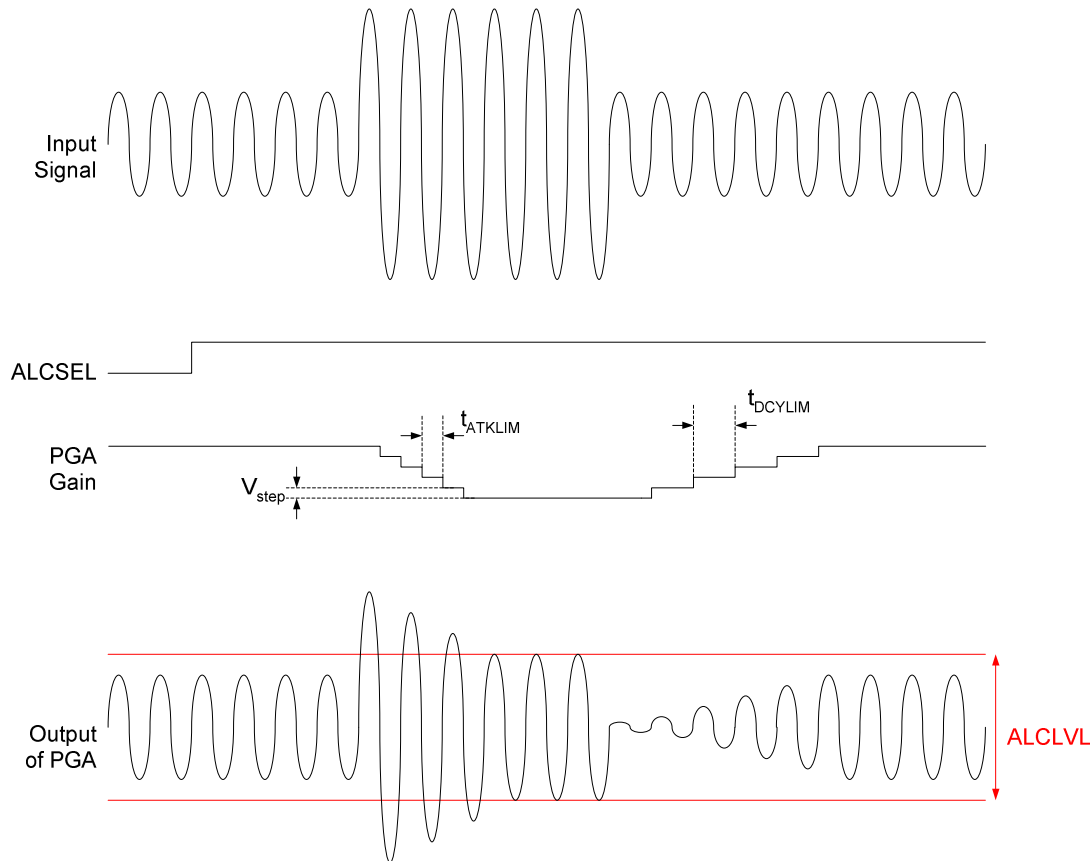 Input
Signal
ALCSEL
tATKLIM
tDCYLIM
PGA
Gain
Vstep
Output
of PGA
ALCLVL